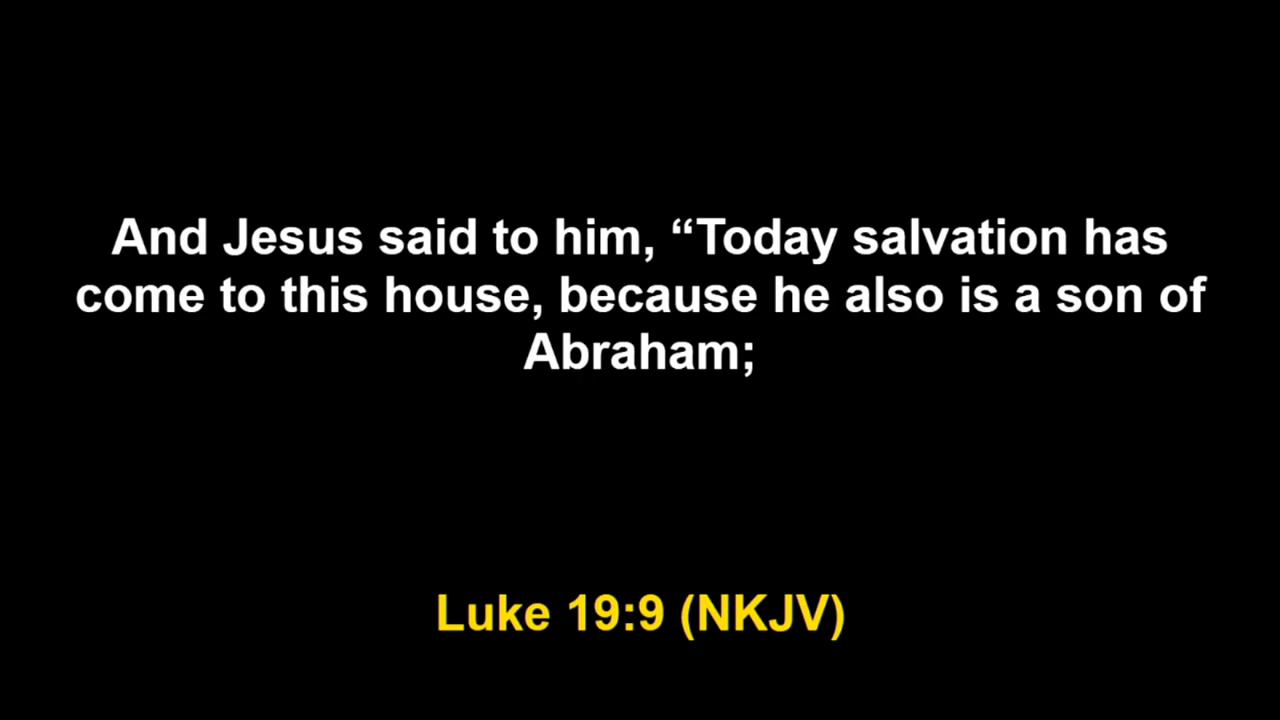 And Jesus said to him, “Today salvation has
come to this house, because he also is a son of
Abraham;
Luke 19:9 (NKJV)